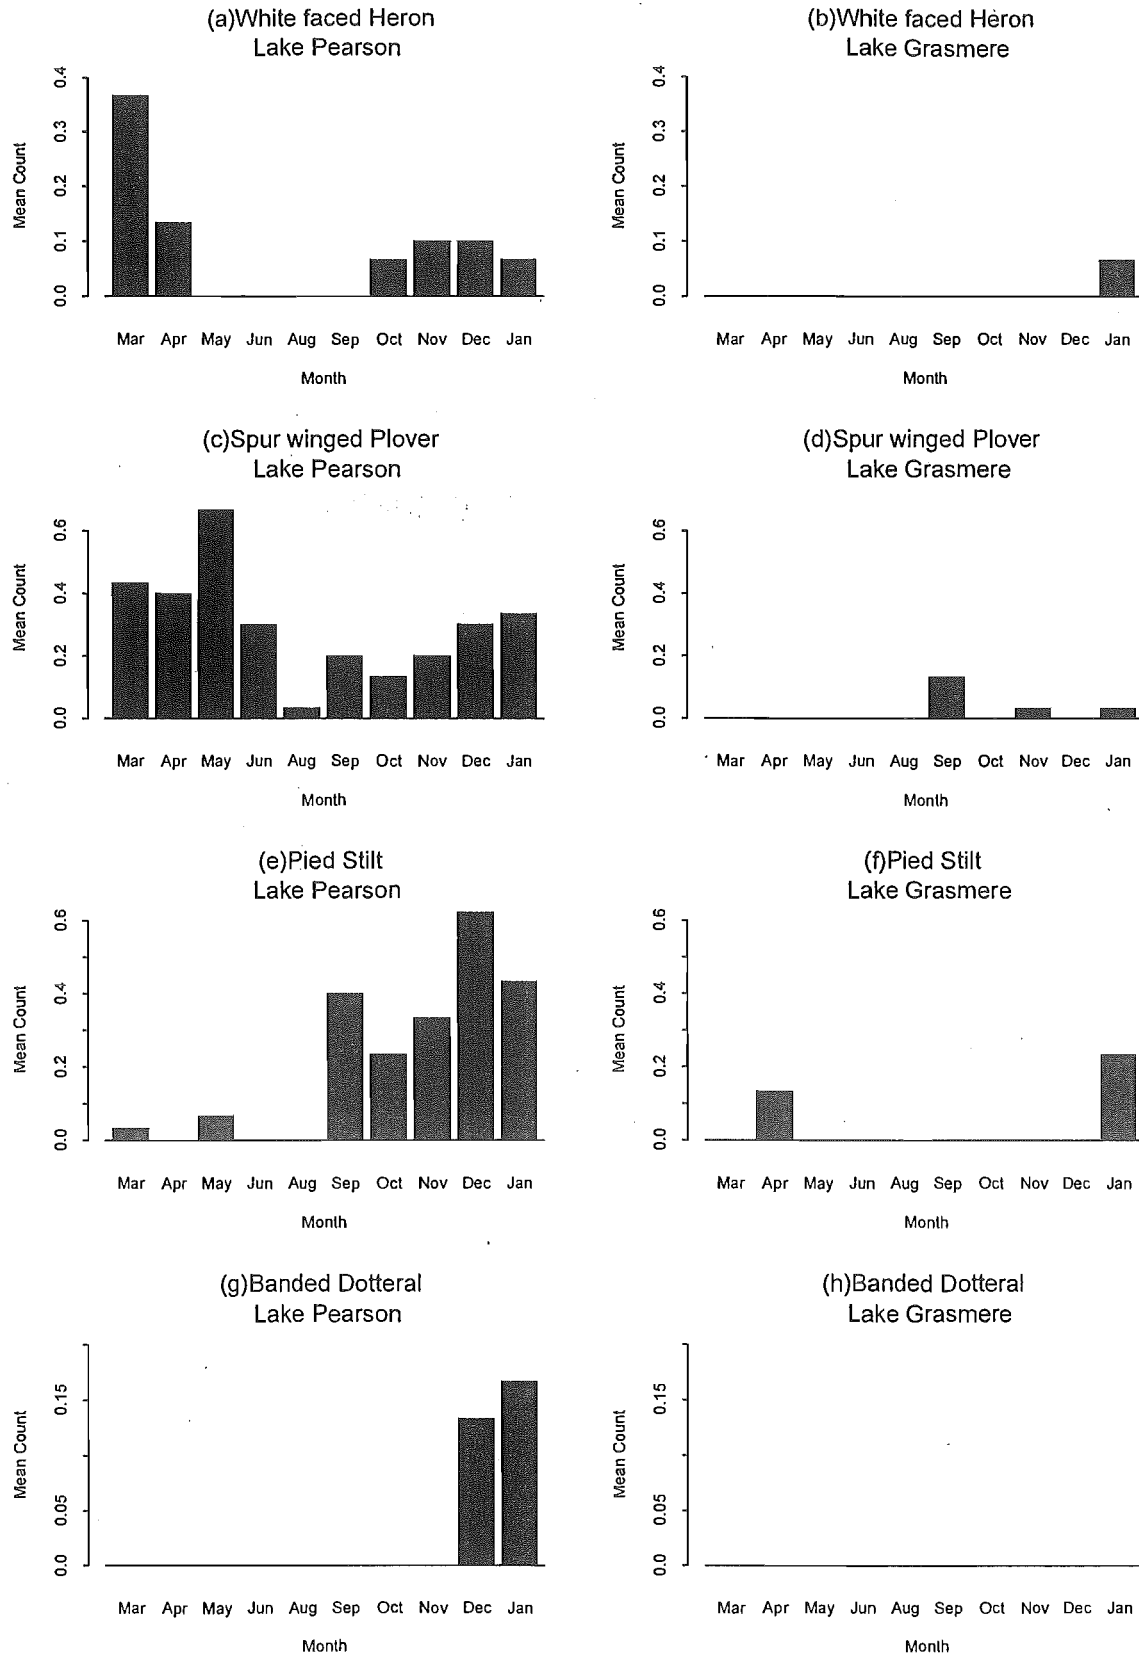 (a)White faced Heron
Lake Pearson
Mean Count
0.4
0.3
0.2
0.1
0.0
Mar Apr May Jun Aug Sep Oct Nov Dec Jan
Month
(b)White faced Heron
Lake Grasmere
Mean Count
0.4
0.3
0.2
0.1
0.0
Mar Apr May Jun Aug Sep Oct Nov Dec Jan
Month
(c)Spur winged Plover
Lake Pearson
Mean Count
0.6
0.4
0.2
0.0
Mar Apr May Jun Aug Sep Oct Nov Dec Jan
Month
(d)Spur winged Plover
Lake Grasmere
Mean Count
0.6
0.4
0.2
0.0
Mar Apr May Jun Aug Sep Oct Nov Dec Jan
Month
(e)Pied Stilt
Lake Pearson
Mean Count
0.6
0.4
0.2
0.0
Mar Apr May Jun Aug Sep Oct Nov Dec Jan
Month
(f)Pied Stilt
Lake Grasmere
Mean Count
0.6
0.4
0.2
0.0
Mar Apr May Jun Aug Sep Oct Nov Dec Jan
Month
(g)Banded Dotteral
Lake Pearson
Mean Count
0.15
0.05
0.0
Mar Apr May Jun Aug Sep Oct Nov Dec Jan
Month
(h)Banded Dotteral
Lake Grasmere
Mean Count
0.15
0.05
0.0
Mar Apr May Jun Aug Sep Oct Nov Dec Jan
Month